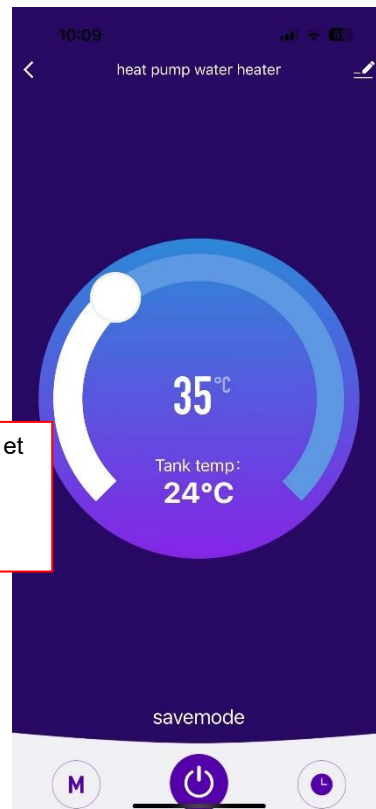 10:09
heat pump water heater
35°C
et
Tank temp:
24°C
savemode
M